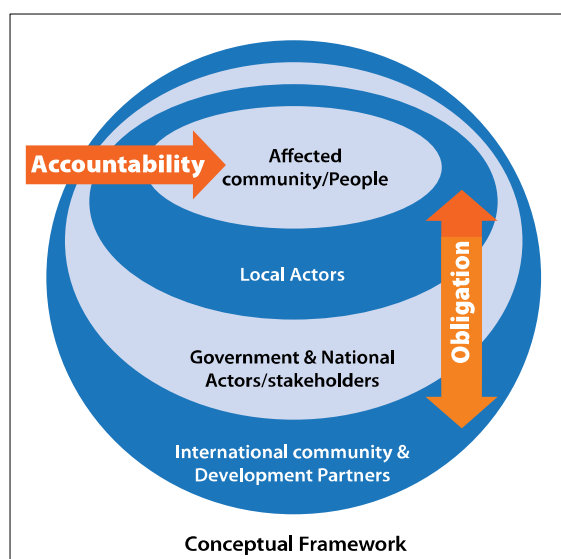 Accountability
Affected
community/People
Local Actors
Obligation
Government & National
Actors/stakeholders
International community &
Development Partners
Conceptual Framework